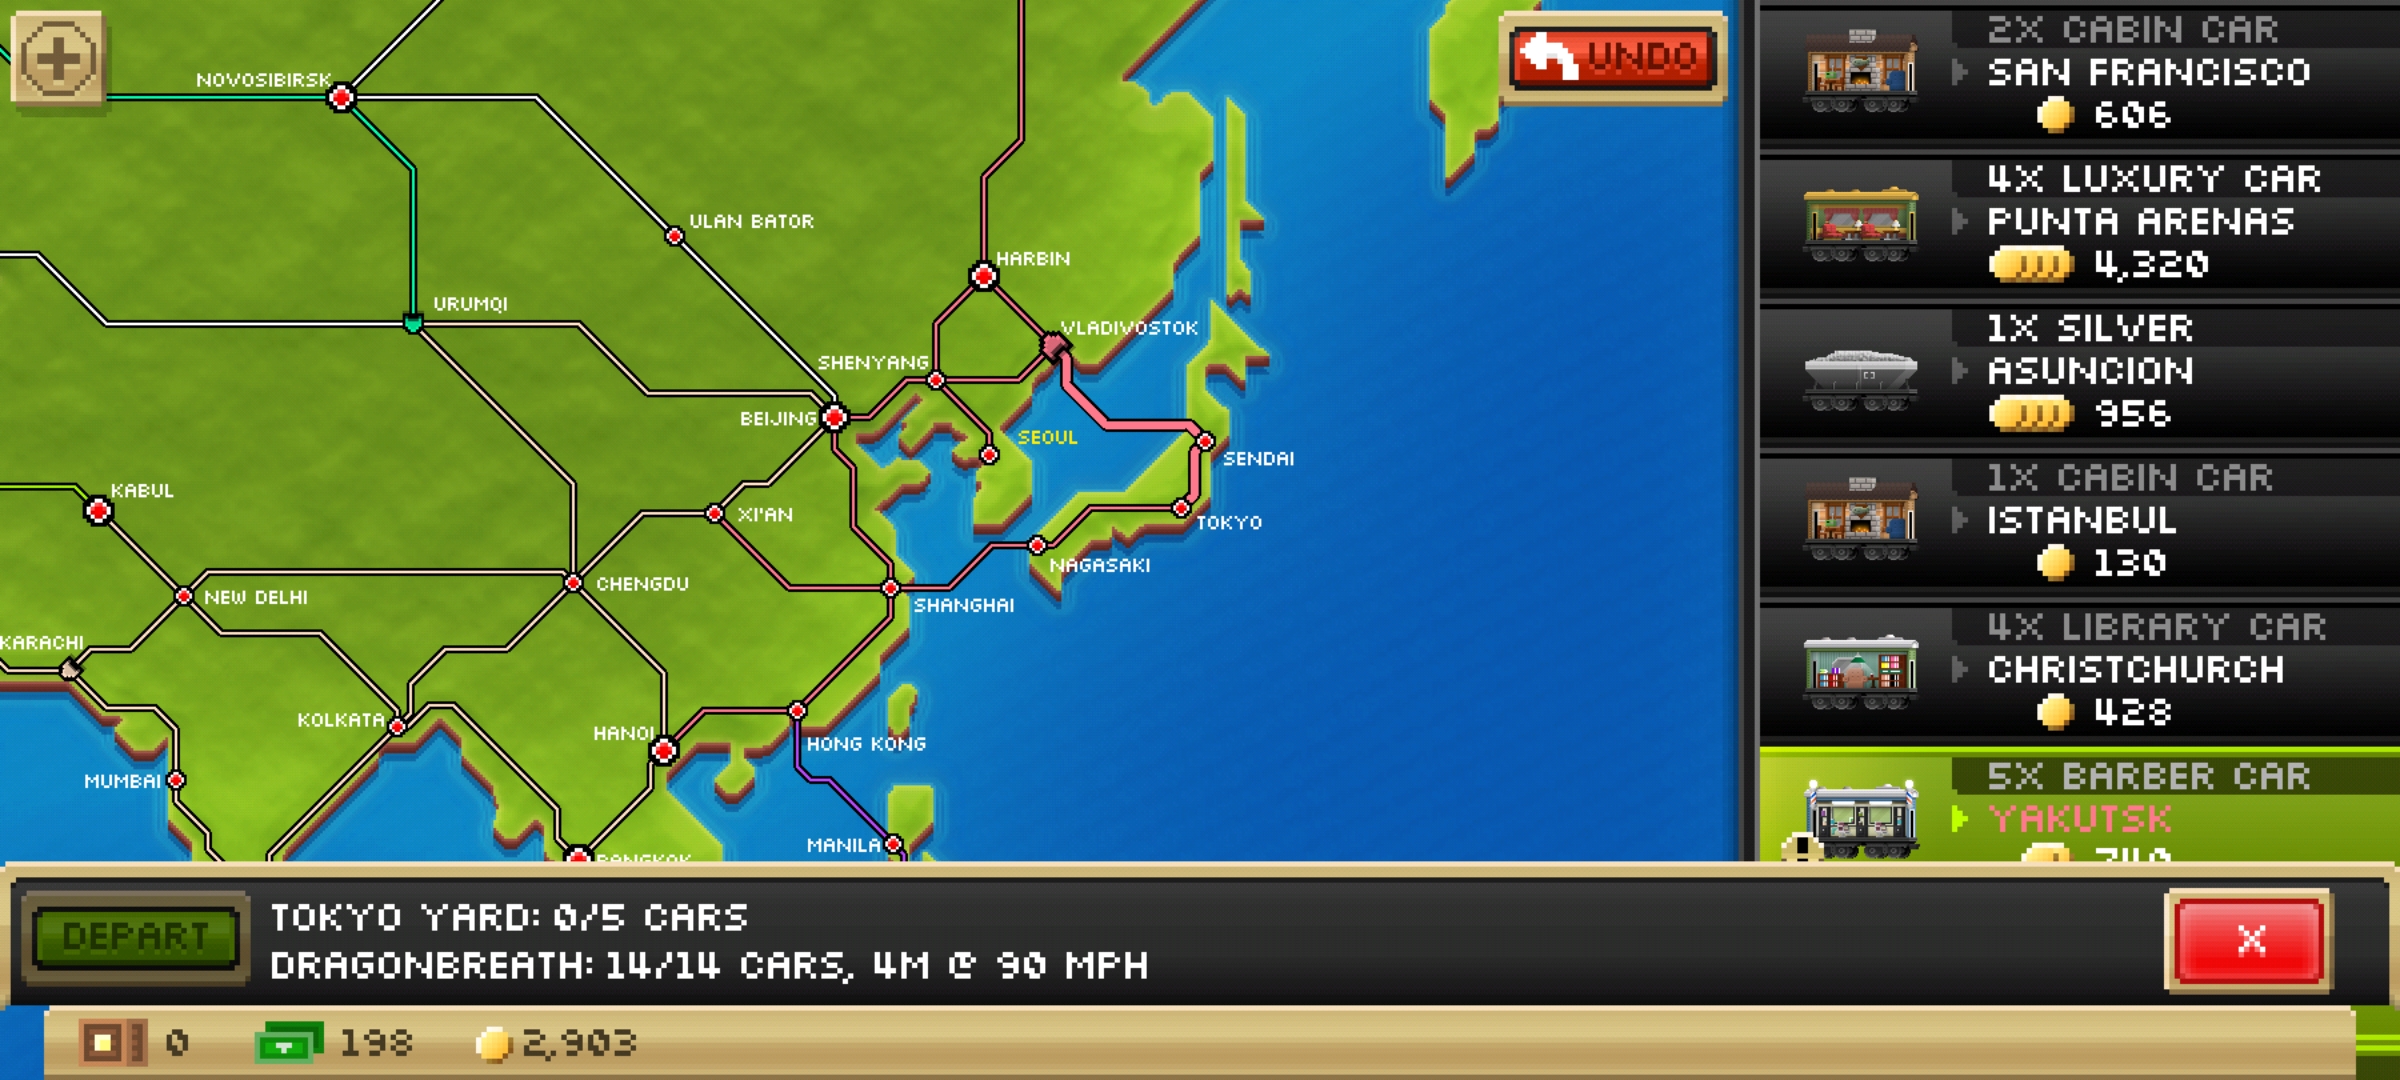 NOVOSIBIRSK
ULAN BATOR
HARBIN
URUMQI
VLADIVOSTOK
SHENYANG
BEIJING
SEOUL
SENDAI
KABUL
XI'AN
TOKYO
NAGASAKI
CHENGDU
NEW DELHI
SHANGHAI
KARACHI
KOLKATA
HANOI
HONG KONG
MUMBAI
MANILA
BANGKOK
UNDO
2X CABIN CAR
SAN FRANCISCO
606
4X LUXURY CAR
PUNTA ARENAS
4,320
1X SILVER
ASUNCION
956
1X CABIN CAR
ISTANBUL
130
4X LIBRARY CAR
CHRISTCHURCH
428
5X BARBER CAR
YAKUTSK
DEPART
TOKYO YARD: 0/5 CARS
DRAGONBREATH: 14/14 CARS, 4M @ 90 MPH
X
0
198
2,903